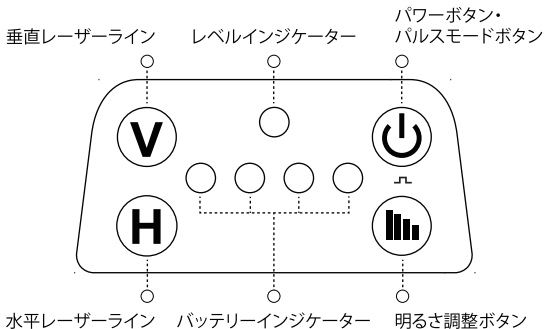 パワーボタン・
垂直レーザーライン レベルインジケーター パルスモードボタン
V
H
水平レーザーライン バッテリーインジケーター 明るさ調整ボタン